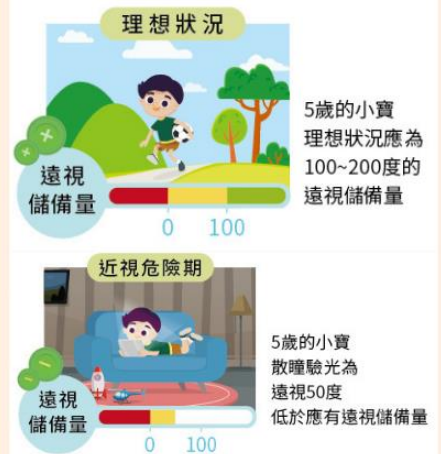 理想狀況
5歲的小寶
理想狀況應為
100~200度的
遠視儲備量
遠視
儲備量
0 100
近視危險期
5歲的小寶
散瞳驗光為
遠視50度
低於應有遠視儲備量
遠視
儲備量
0 100